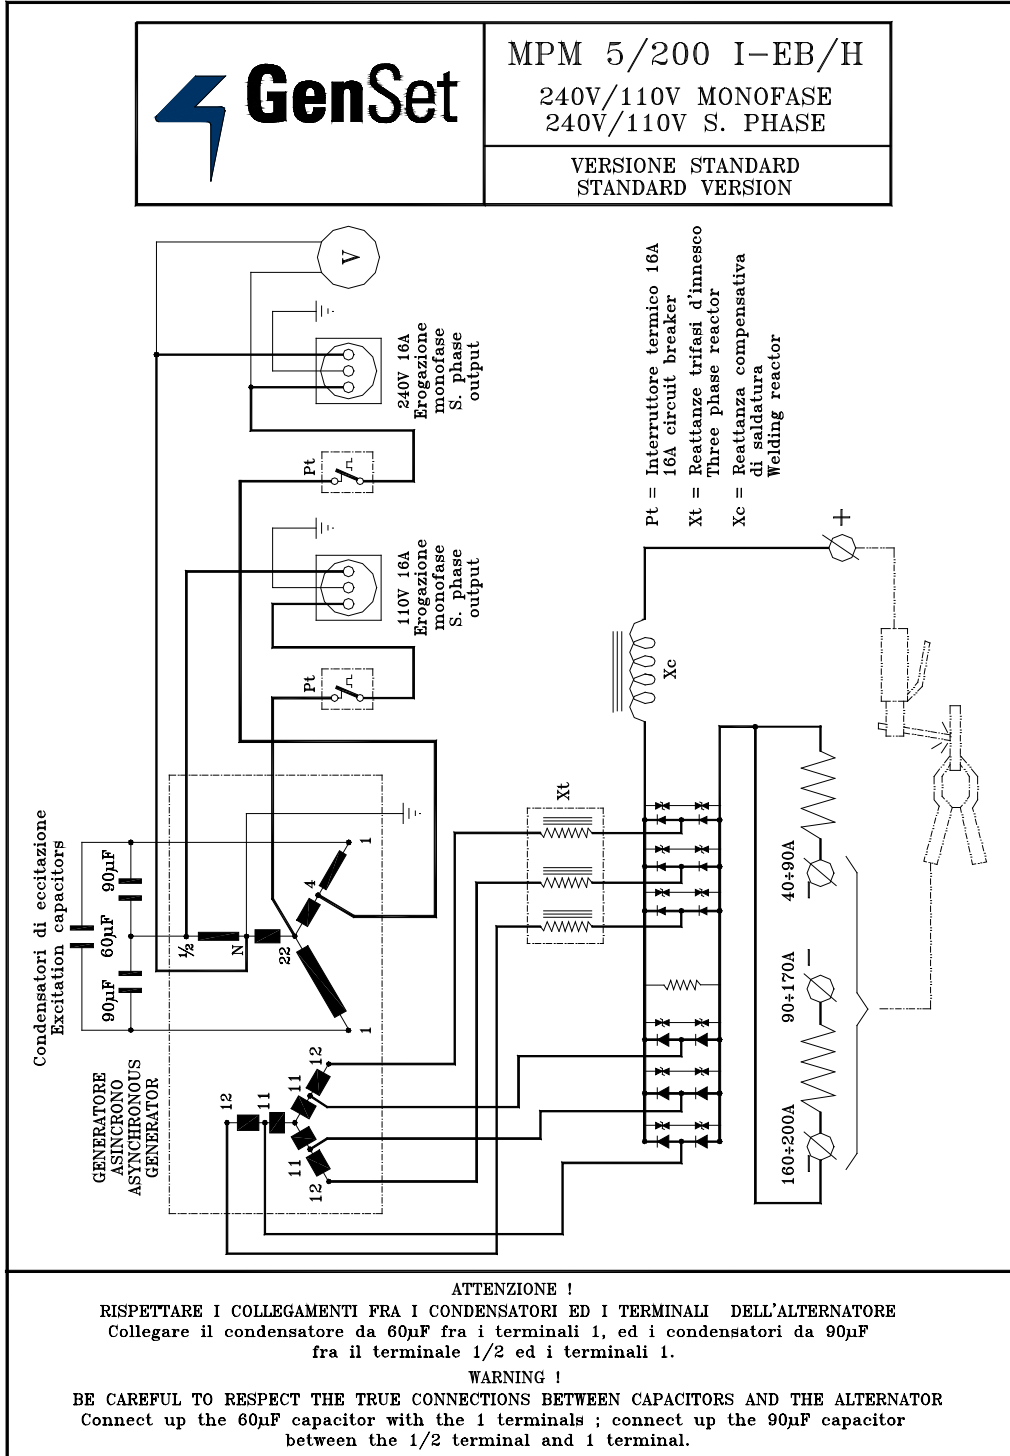 GenSet
MPM 5/200 I-EB/H
240V/110V MONOFASE
240V/110V S. PHASE
VERSIONE STANDARD
STANDARD VERSION
V
240V 16A
Erogazione
monofase
S. phase
output
Pt
110V 16A
Erogazione
monofase
S. phase
output
Pt
Pt = Interruttore termico 16A
16A circuit breaker
Xt = Reattanze trifasi d'innesco
Three phase reactor
Xc = Reattanza compensativa
di saldatura
Welding reactor
+
Xc
Xt
Condensatori di eccitazione
Excitation capacitors
90µF
60µF
90µF
1
4
½
N
22
1
GENERATORE
ASINCRONO
ASYNCHRONOUS
GENERATOR
12
11
11
12
11
12
40÷90A
−
90÷170A
−
160÷200A
−
ATTENZIONE !
RISPETTARE I COLLEGAMENTI FRA I CONDENSATORI ED I TERMINALI DELL'ALTERNATORE
Collegare il condensatore da 60µF fra i terminali 1, ed i condensatori da 90µF
fra il terminale 1/2 ed i terminali 1.
WARNING !
BE CAREFUL TO RESPECT THE TRUE CONNECTIONS BETWEEN CAPACITORS AND THE ALTERNATOR
Connect up the 60µF capacitor with the 1 terminals ; connect up the 90µF capacitor
between the 1/2 terminal and 1 terminal.